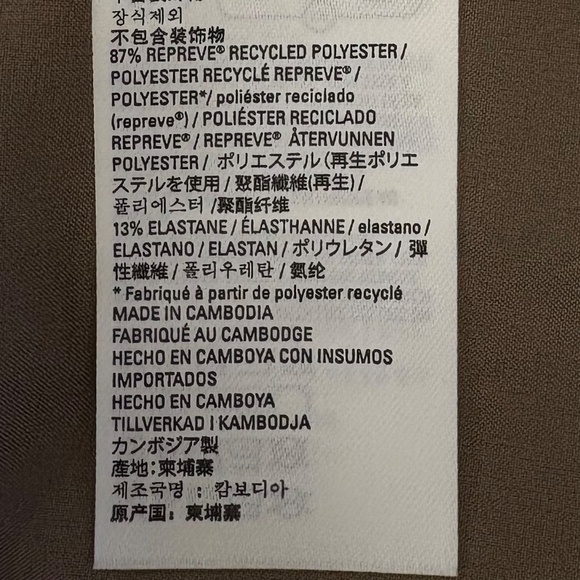 장식제외
不包含装饰物
87% REPREVE® RECYCLED POLYESTER /
POLYESTER RECYCLÉ REPREVE® /
POLYESTER*/ poliéster reciclado
(repreve®) / POLIÉSTER RECICLADO
REPREVE® / REPREVE® ÅTERVUNNEN
POLYESTER / ポリエステル (再生ポリエ
ステルを使用 / 聚酯纖維(再生) /
폴리에스터 /聚酯纤维
13% ELASTANE / ÉLASTHANNE / elastano /
ELASTANO / ELASTAN / ポリウレタン / 彈
性纖維 / 폴리우레탄 / 氨纶
* Fabriqué à partir de polyester recyclé
MADE IN CAMBODIA
FABRIQUÉ AU CAMBODGE
HECHO EN CAMBOYA CON INSUMOS
IMPORTADOS
HECHO EN CAMBOYA
TILLVERKAD I KAMBODJA
カンボジア製
產地:柬埔寨
제조국명 : 캄보디아
原产国: 柬埔寨